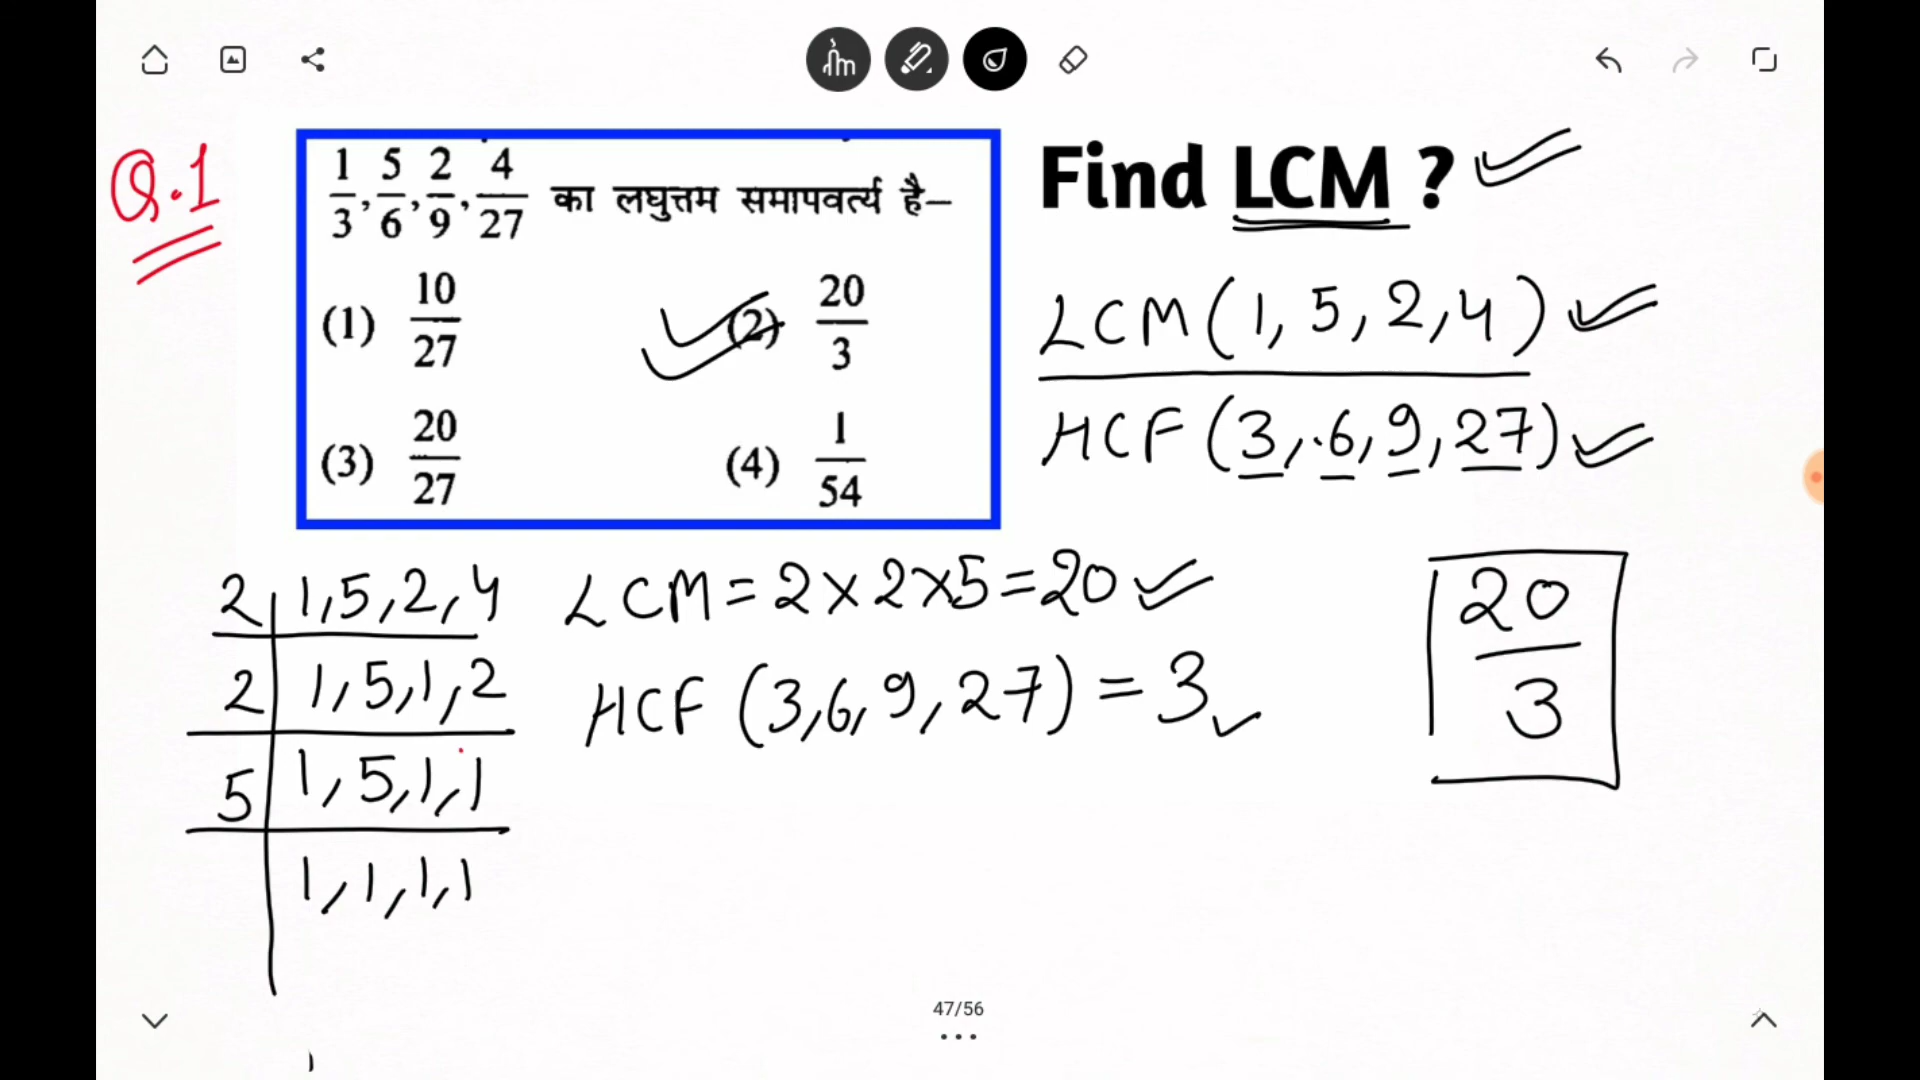 Q.1
1/3, 5/6, 2/9, 4/27 का लघुत्तम समापवर्त्य है–
(1) 10/27 (2) 20/3
(3) 20/27 (4) 1/54
Find LCM ?
LCM(1, 5, 2, 4)
HCF(3, 6, 9, 27)
2 | 1, 5, 2, 4
2 | 1, 5, 1, 2
5 | 1, 5, 1, 1
1, 1, 1, 1
LCM = 2 × 2 × 5 = 20
HCF (3, 6, 9, 27) = 3
20/3
47/56